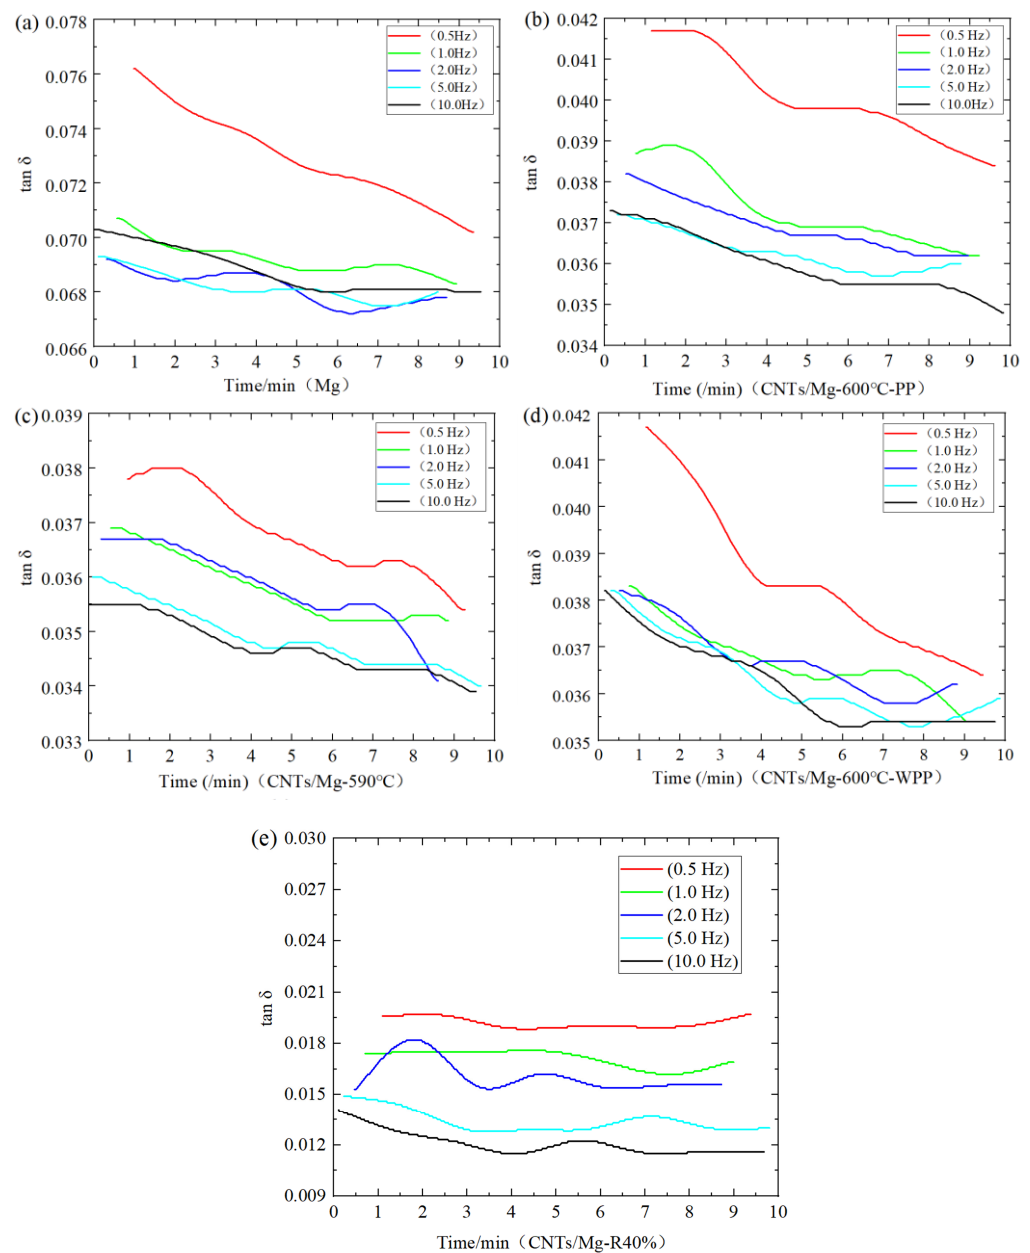 (a)
0.078
0.076
0.074
0.072
0.070
0.068
0.066
tan δ
（0.5Hz）
（1.0Hz）
（2.0Hz）
（5.0Hz）
（10.0Hz）
0 1 2 3 4 5 6 7 8 9 10
Time/min（Mg）
(b)
0.042
0.041
0.040
0.039
0.038
0.037
0.036
0.035
0.034
tan δ
（0.5 Hz）
（1.0 Hz）
（2.0 Hz）
（5.0 Hz）
（10.0Hz）
0 1 2 3 4 5 6 7 8 9 10
Time (/min)（CNTs/Mg-600℃-PP）
(c)
0.039
0.038
0.037
0.036
0.035
0.034
0.033
tan δ
（0.5 Hz）
（1.0 Hz）
（2.0 Hz）
（5.0 Hz）
（10.0 Hz）
0 1 2 3 4 5 6 7 8 9 10
Time (/min)（CNTs/Mg-590℃）
(d)
0.042
0.041
0.040
0.039
0.038
0.037
0.036
0.035
tan δ
（0.5 Hz）
（1.0 Hz）
（2.0 Hz）
（5.0 Hz）
（10.0 Hz）
0 1 2 3 4 5 6 7 8 9 10
Time (/min)（CNTs/Mg-600℃-WPP）
(e)
0.030
0.027
0.024
0.021
0.018
0.015
0.012
0.009
tan δ
(0.5 Hz)
(1.0 Hz)
(2.0 Hz)
(5.0 Hz)
(10.0 Hz)
0 1 2 3 4 5 6 7 8 9 10
Time/min（CNTs/Mg-R40%）